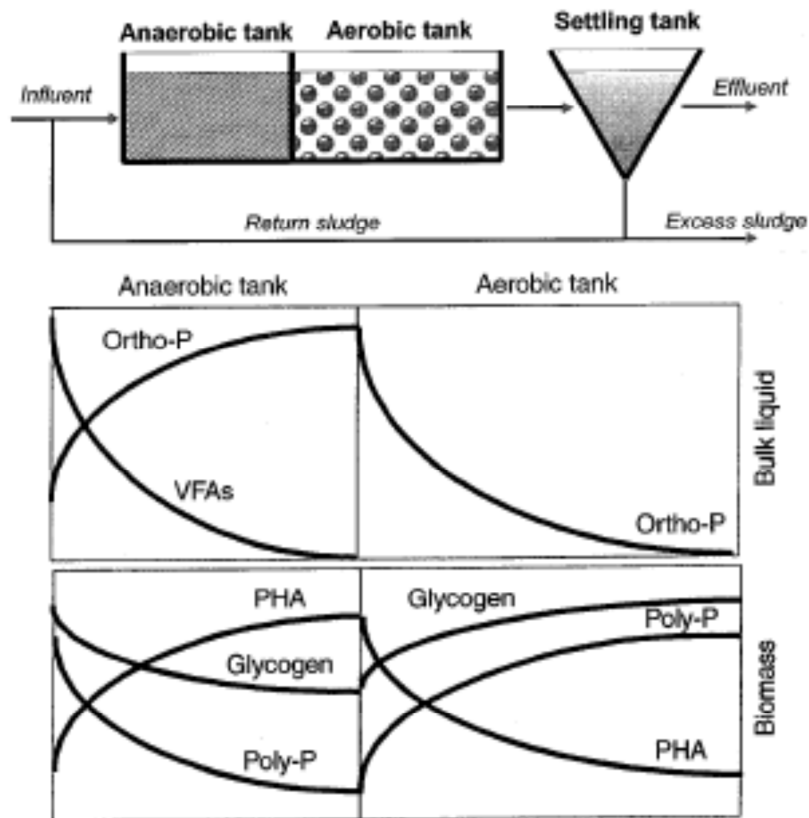 Anaerobic tank
Aerobic tank
Settling tank
Influent
Effluent
Return sludge
Excess sludge
Anaerobic tank
Aerobic tank
Ortho-P
VFAs
Ortho-P
Bulk liquid
PHA
Glycogen
Glycogen
Poly-P
Poly-P
PHA
Biomass